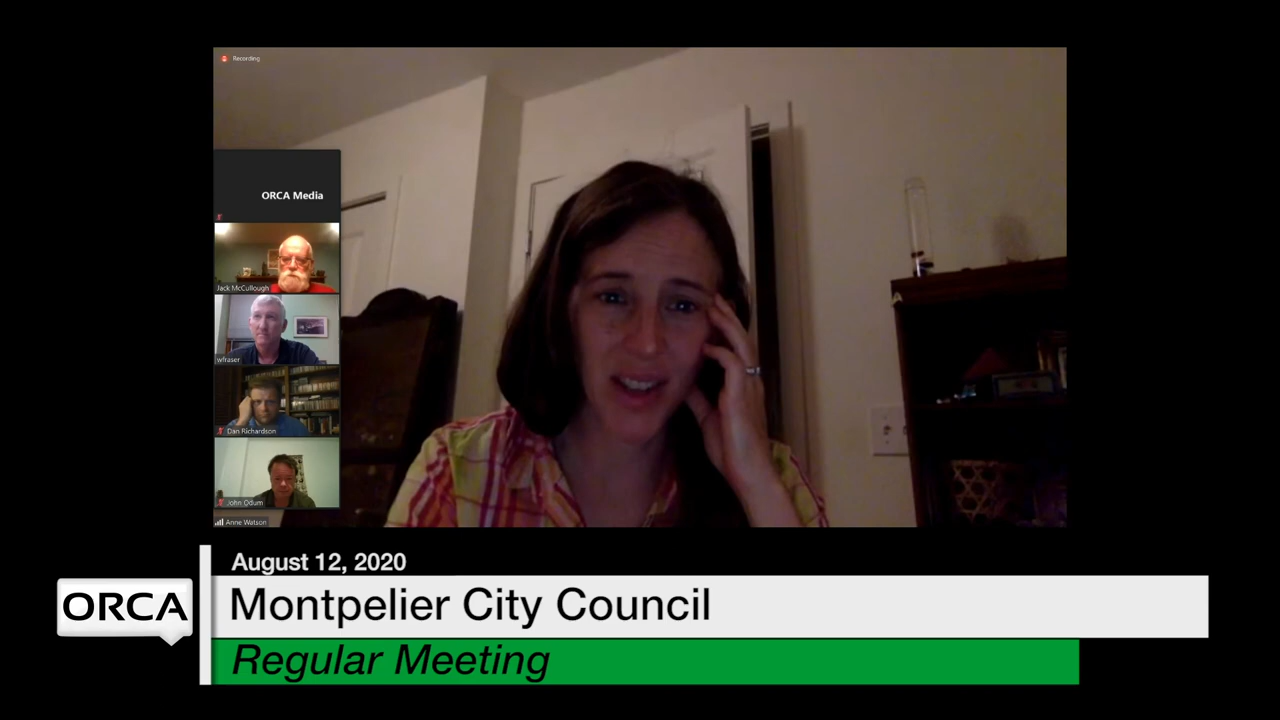 Recording
ORCA Media
Jack McCullough
wfraser
Dan Richardson
John Odum
Anne Watson
August 12, 2020
ORCA
Montpelier City Council
Regular Meeting